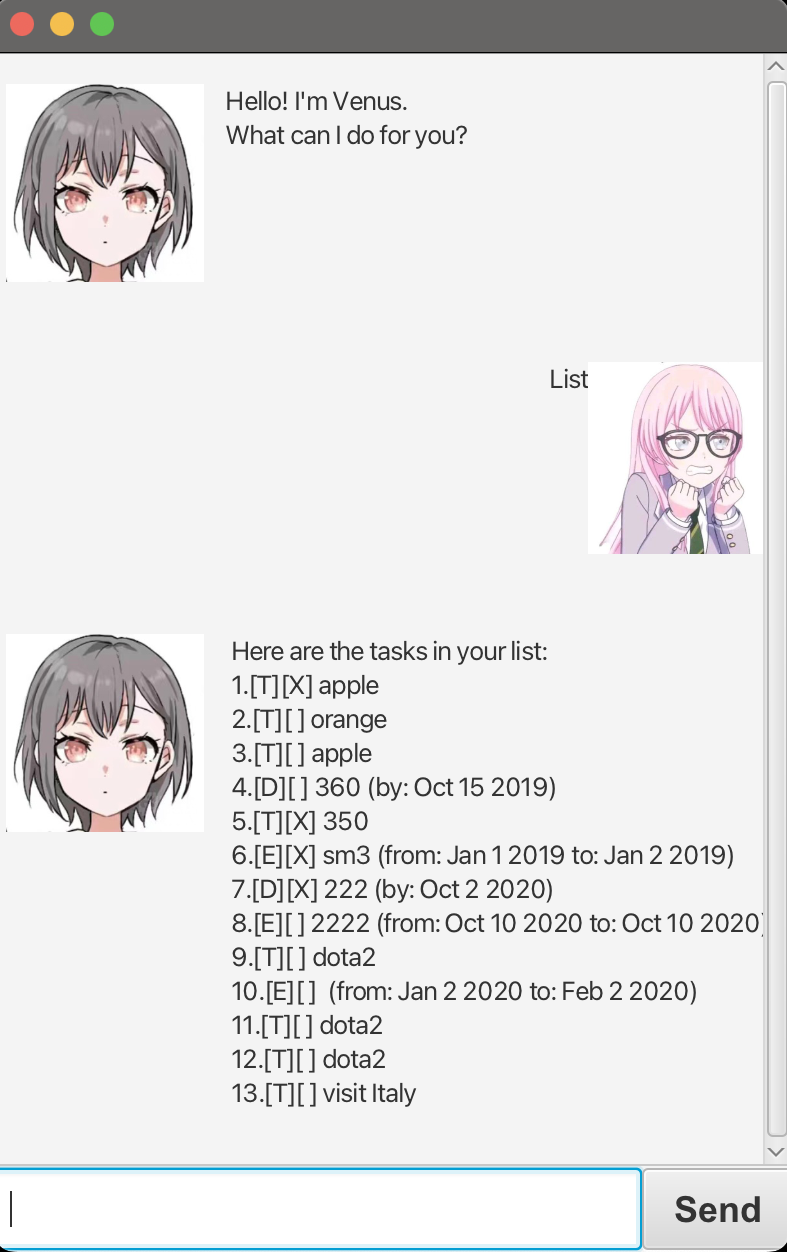 Hello! I'm Venus.
What can I do for you?
List
Here are the tasks in your list:
1.[T][X] apple
2.[T][ ] orange
3.[T][ ] apple
4.[D][ ] 360 (by: Oct 15 2019)
5.[T][X] 350
6.[E][X] sm3 (from: Jan 1 2019 to: Jan 2 2019)
7.[D][X] 222 (by: Oct 2 2020)
8.[E][ ] 2222 (from: Oct 10 2020 to: Oct 10 2020)
9.[T][ ] dota2
10.[E][ ]  (from: Jan 2 2020 to: Feb 2 2020)
11.[T][ ] dota2
12.[T][ ] dota2
13.[T][ ] visit Italy
Send